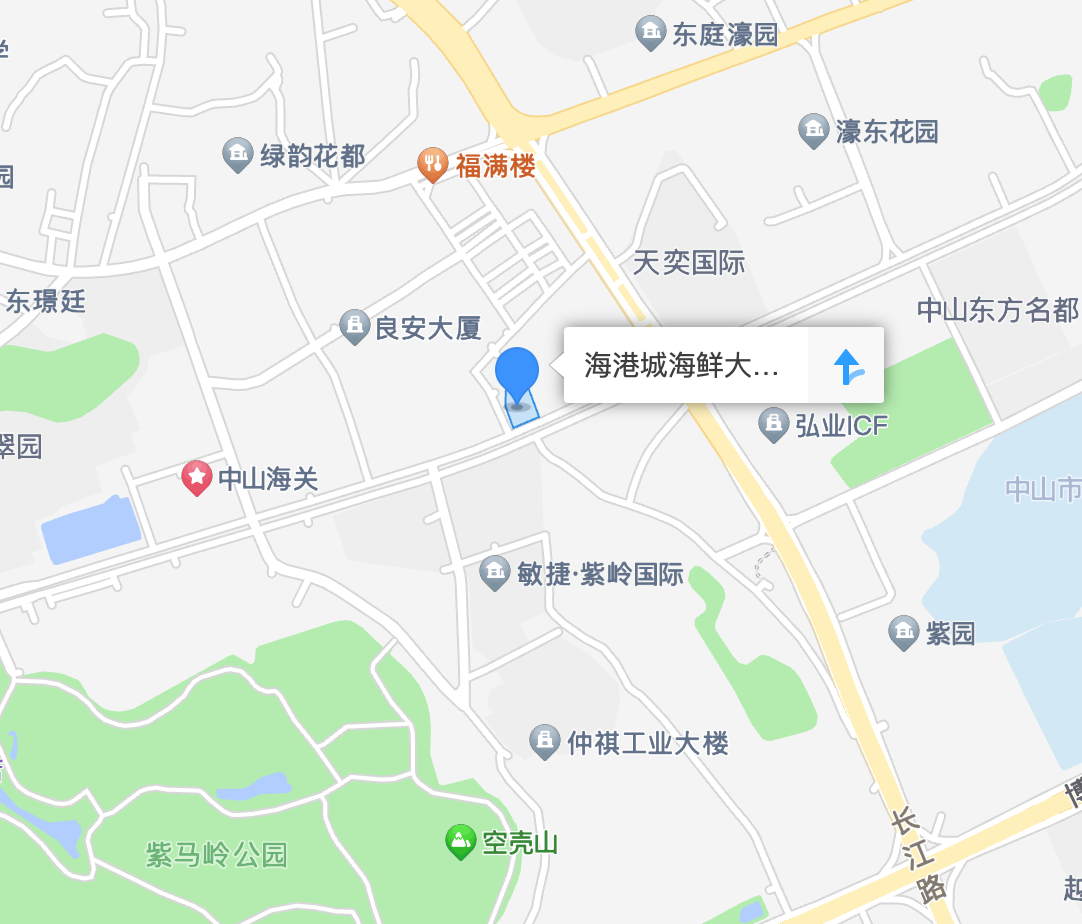 东庭濠园
学
濠东花园
绿韵花都
福满楼
园
天奕国际
东璟廷
中山东方名都
良安大厦
海港城海鲜大...
弘业ICF
翠园
中山海关
中山市
敏捷·紫岭国际
紫园
仲祺工业大楼
博
长江路
空壳山
紫马岭公园
越